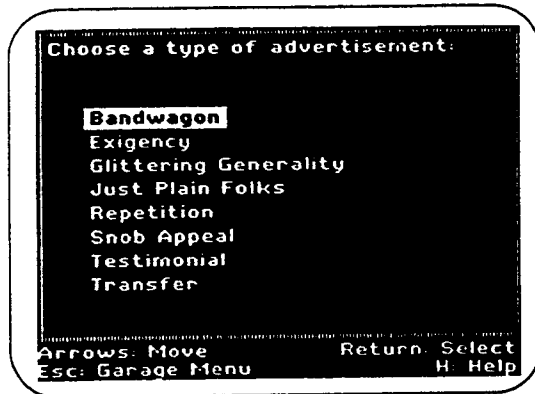 Choose a type of advertisement:
Bandwagon
Exigency
Glittering Generality
Just Plain Folks
Repetition
Snob Appeal
Testimonial
Transfer
Arrows: Move Return: Select
Esc: Garage Menu H: Help